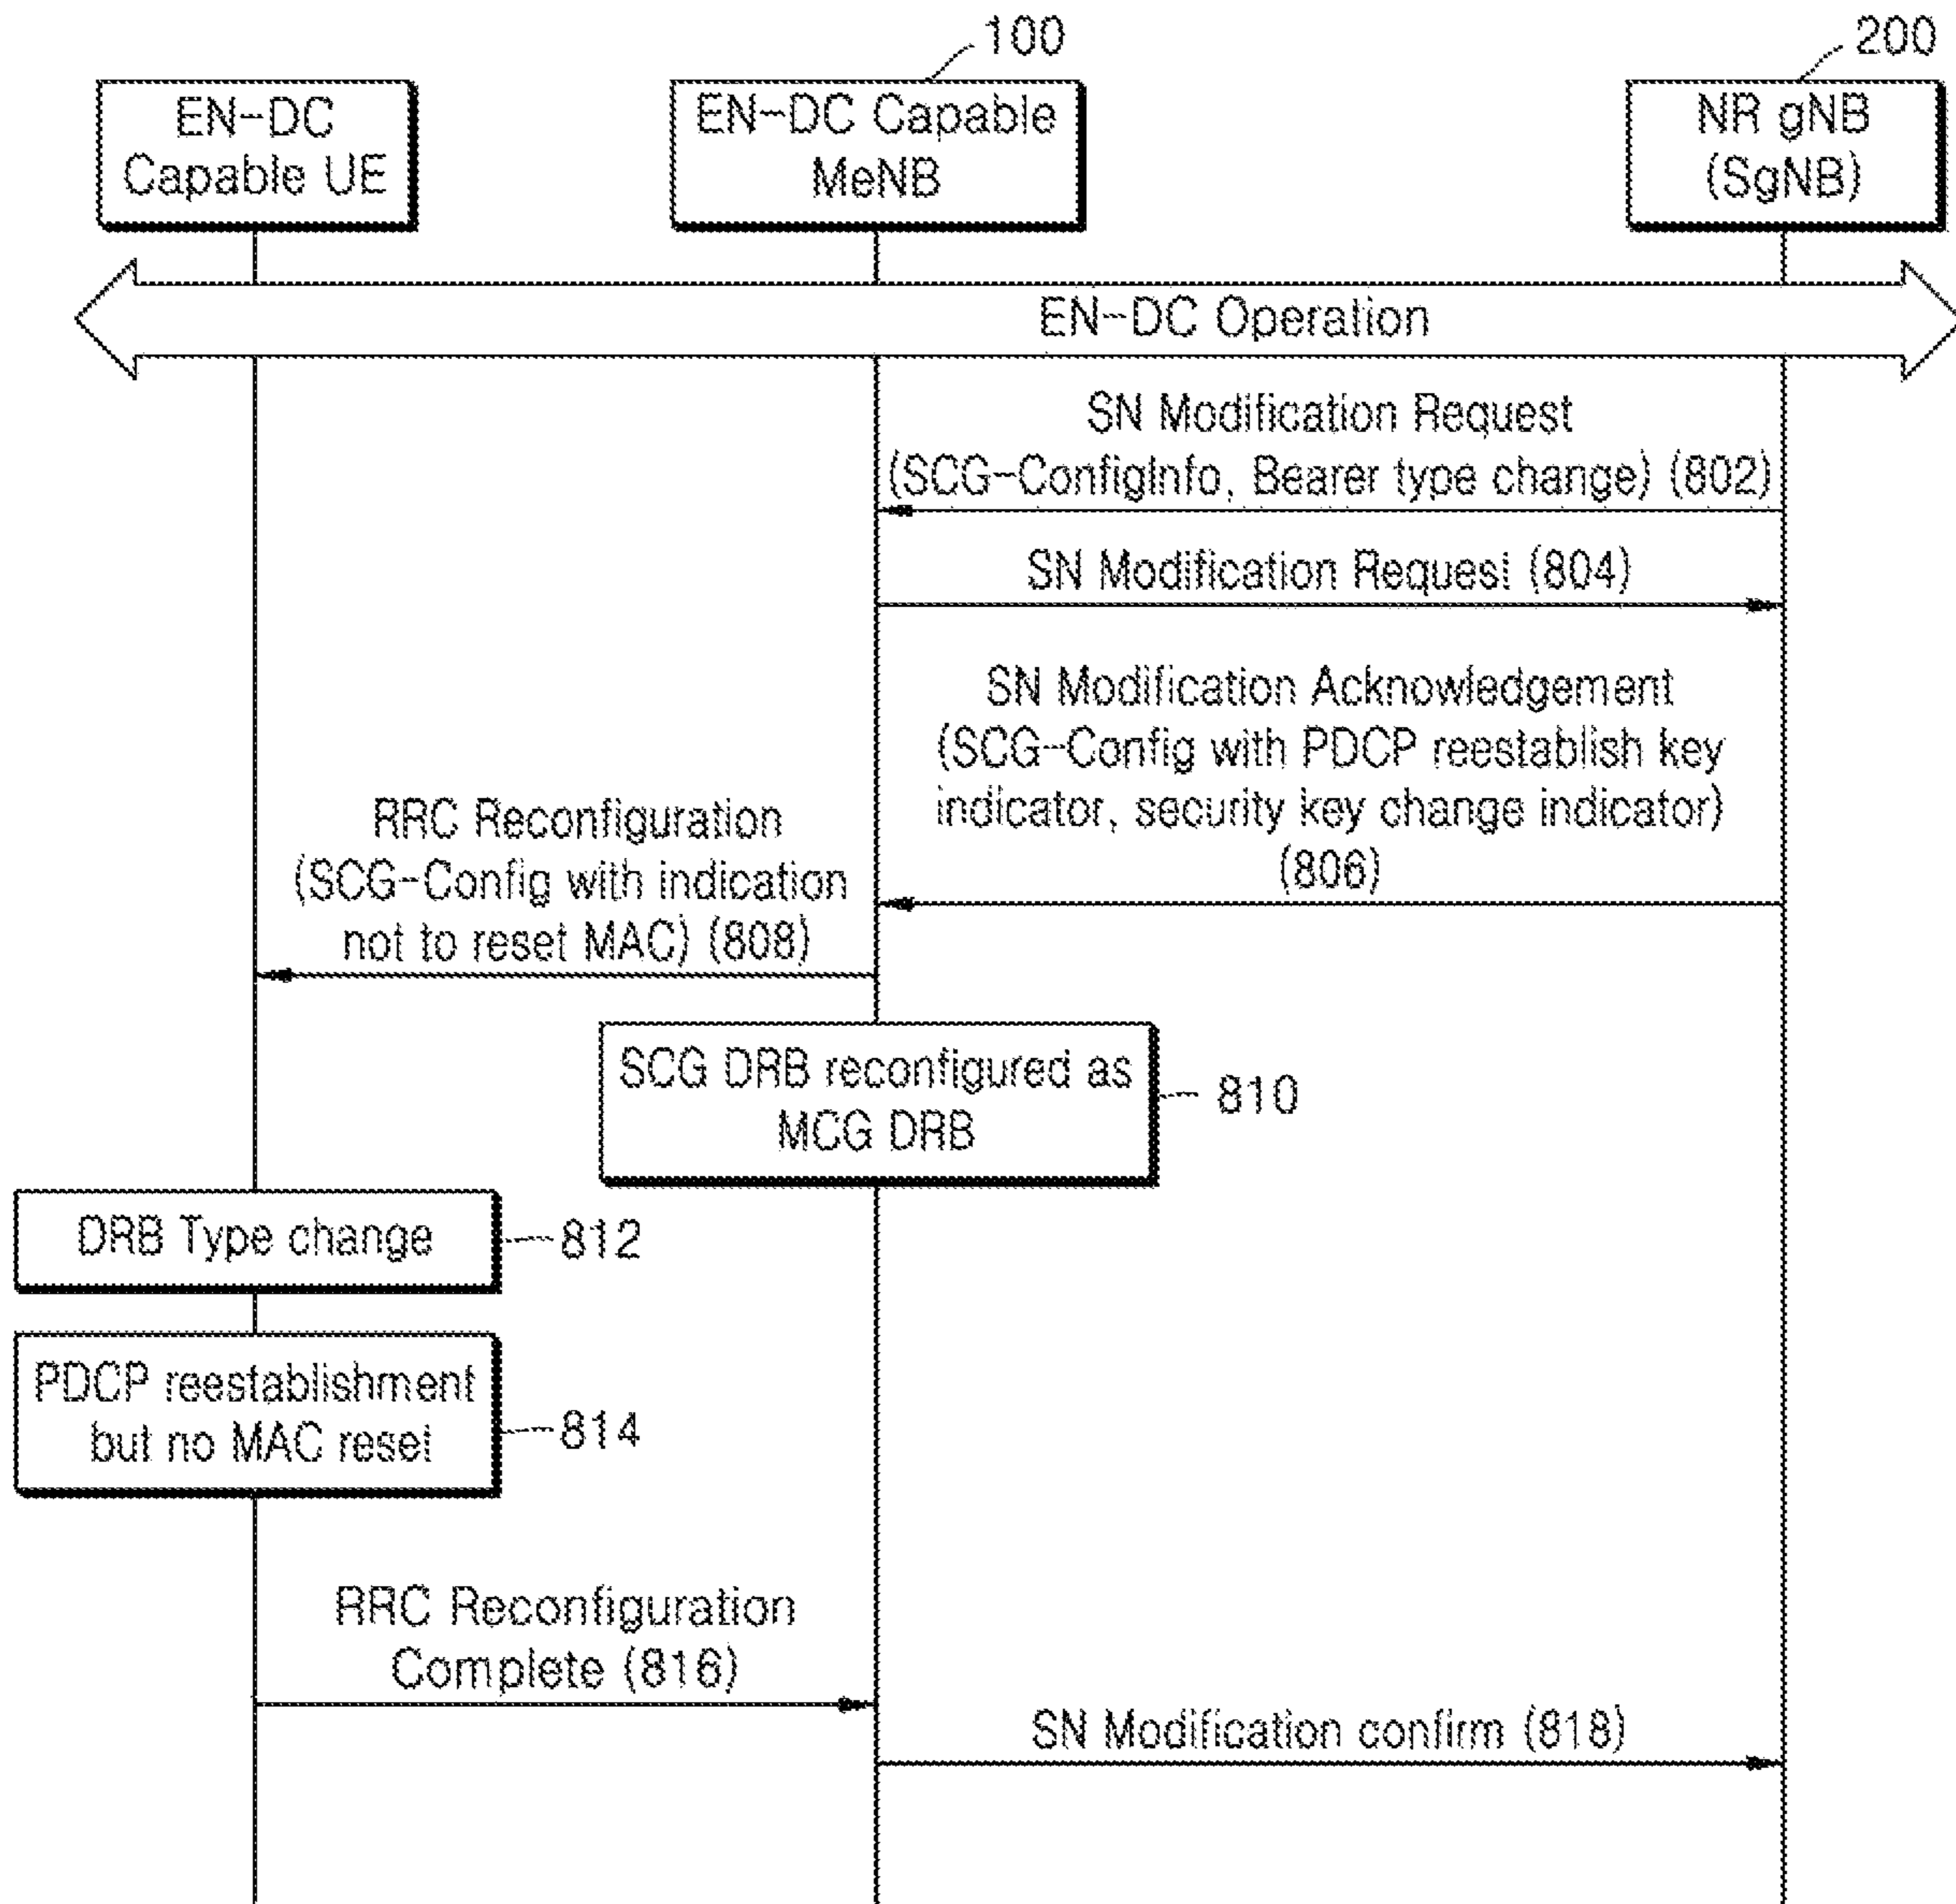 100
200
EN-DC
Capable UE
EN-DC Capable
MeNB
NR gNB
(SgNB)
EN-DC Operation
SN Modification Request
(SCG-ConfigInfo, Bearer type change) (802)
SN Modification Request (804)
SN Modification Acknowledgement
(SCG-Config with PDCP reestablish key
indicator, security key change indicator)
(806)
RRC Reconfiguration
(SCG-Config with indication
not to reset MAC) (808)
SCG DRB reconfigured as
MCG DRB
810
DRB Type change
812
PDCP reestablishment
but no MAC reset
814
RRC Reconfiguration
Complete (816)
SN Modification confirm (818)